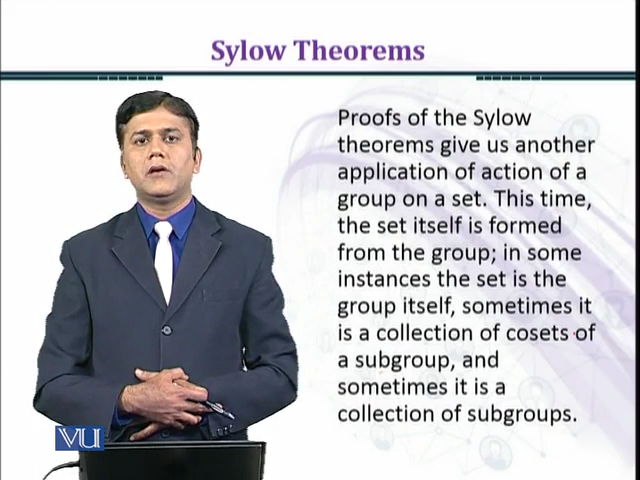 Sylow Theorems
Proofs of the Sylow
theorems give us another
application of action of a
group on a set. This time,
the set itself is formed
from the group; in some
instances the set is the
group itself, sometimes it
is a collection of cosets of
a subgroup, and
sometimes it is a
collection of subgroups.
VU